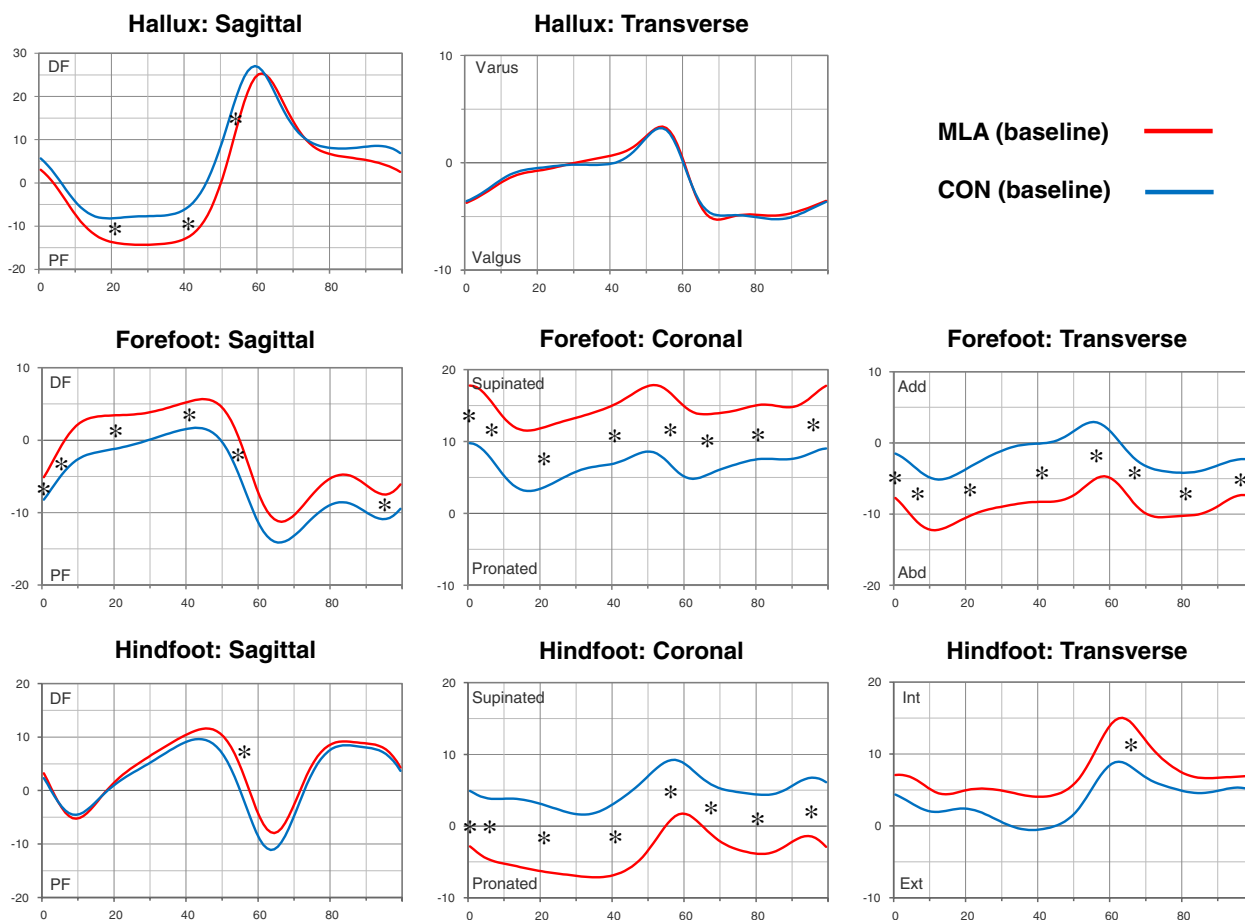 Hallux: Sagittal
30
DF
20
10
0
-10
PF
-20
0 20 40 60 80
* * *
Hallux: Transverse
10
Varus
0
Valgus
-10
0 20 40 60 80
MLA (baseline)
CON (baseline)
Forefoot: Sagittal
10
DF
0
-10
PF
-20
0 20 40 60 80
* * * * * *
Forefoot: Coronal
20
Supinated
10
0
Pronated
-10
0 20 40 60 80
* * * * * * * *
Forefoot: Transverse
10
Add
0
-10
Abd
-20
0 20 40 60 80
* * * * * * * *
Hindfoot: Sagittal
20
DF
10
0
-10
PF
-20
0 20 40 60 80
*
Hindfoot: Coronal
20
Supinated
10
0
Pronated
-10
0 20 40 60 80
* * * * * * * *
Hindfoot: Transverse
20
Int
10
0
Ext
-10
0 20 40 60 80
*